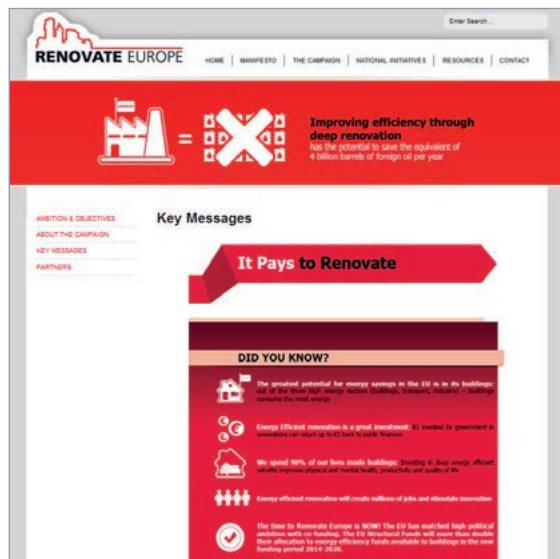 Enter Search...
RENOVATE EUROPE
HOME | MANIFESTO | THE CAMPAIGN | NATIONAL INITIATIVES | RESOURCES | CONTACT
Improving efficiency through
deep renovation
has the potential to save the equivalent of
4 billion barrels of foreign oil per year
AMBITION & OBJECTIVES
ABOUT THE CAMPAIGN
KEY MESSAGES
PARTNERS
Key Messages
It Pays to Renovate
DID YOU KNOW?
The greatest potential for energy savings in the EU is in its buildings:
out of the three high energy sectors (buildings, transport, industry) – buildings
consume the most energy
Energy Efficient renovation is a great investment: €1 invested by government in
renovations can return up to €5 back to public finances
We spend 90% of our lives inside buildings: Investing in deep energy efficient
retrofits improves physical and mental health, productivity and quality of life
Energy efficient renovation will create millions of jobs and stimulate innovation
The time to Renovate Europe is NOW! The EU has matched high political
ambition with co-funding. The EU Structural Funds will more than double
their allocation to energy efficiency funds available to buildings in the new
funding period 2014-2020.